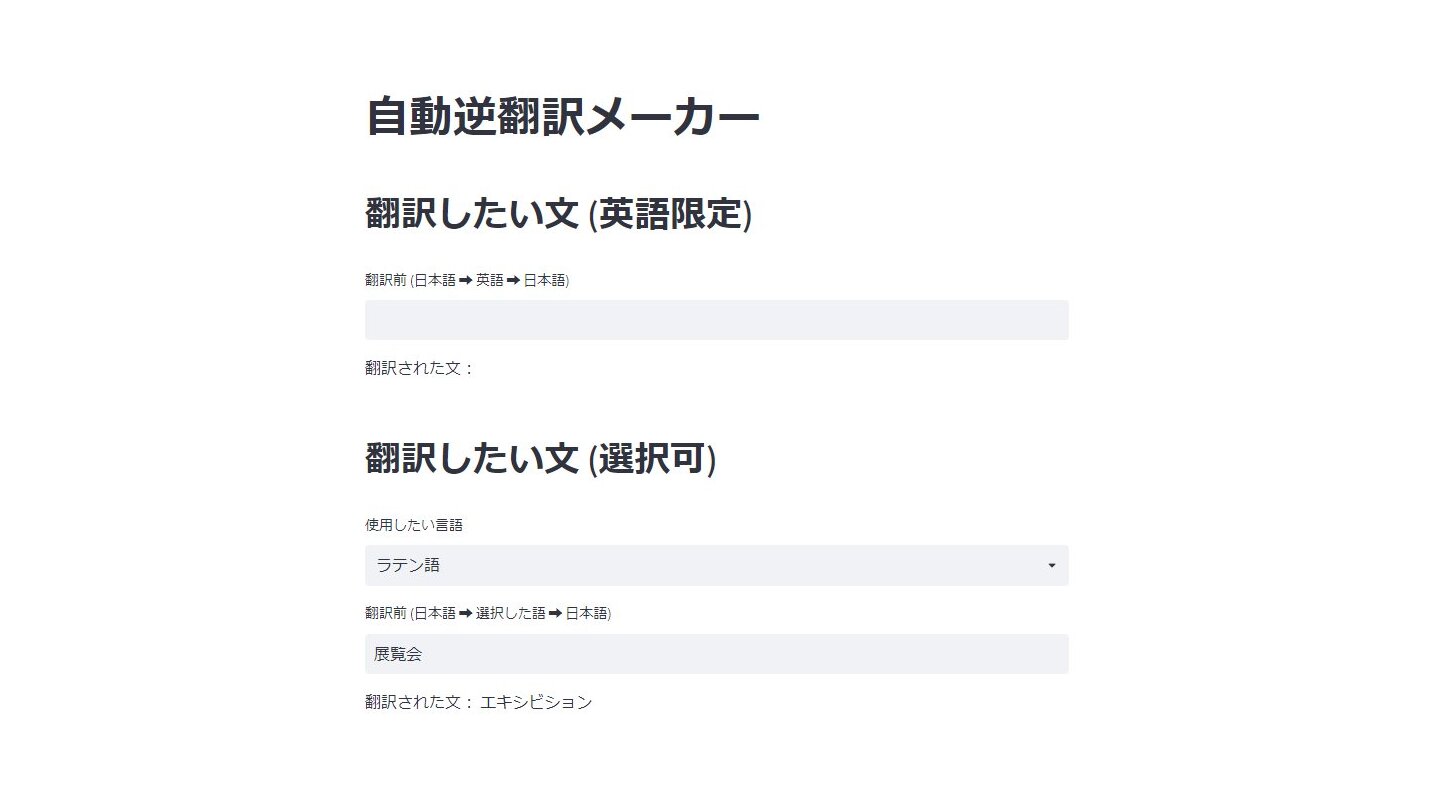 自動逆翻訳メーカー
翻訳したい文 (英語限定)
翻訳前 (日本語 ➡ 英語 ➡ 日本語)
翻訳された文：
翻訳したい文 (選択可)
使用したい言語
ラテン語
翻訳前 (日本語 ➡ 選択した語 ➡ 日本語)
展覧会
翻訳された文： エキシビション